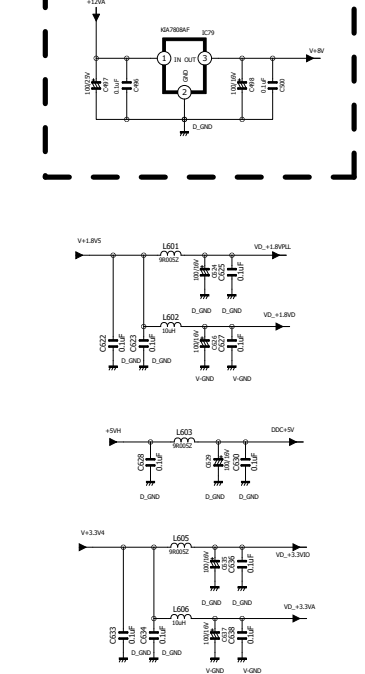 +12VA
KIA7808AF IC79
1 IN OUT 3
V+8V
GND
2
100/25V
C497
0.1uF
C496
100/16V
C498
0.1uF
C500
D_GND
V+1.8V5
L601
9R005Z
VD_+1.8VPLL
100/16V
C624
C625
0.1uF
D_GND D_GND
L602
10uH
VD_+1.8VD
C622
0.1uF
C623
0.1uF
100/16V
C626
C627
0.1uF
D_GND D_GND
V-GND V-GND
+5VH
L603
9R005Z
DDC+5V
C628
0.1uF
C629
100/16V
C630
0.1uF
D_GND D_GND D_GND
V+3.3V4
L605
9R005Z
VD_+3.3VIO
100/16V
C635
C636
0.1uF
D_GND D_GND
L606
10uH
VD_+3.3VA
C633
0.1uF
C634
0.1uF
100/16V
C637
C638
0.1uF
D_GND D_GND
V-GND V-GND